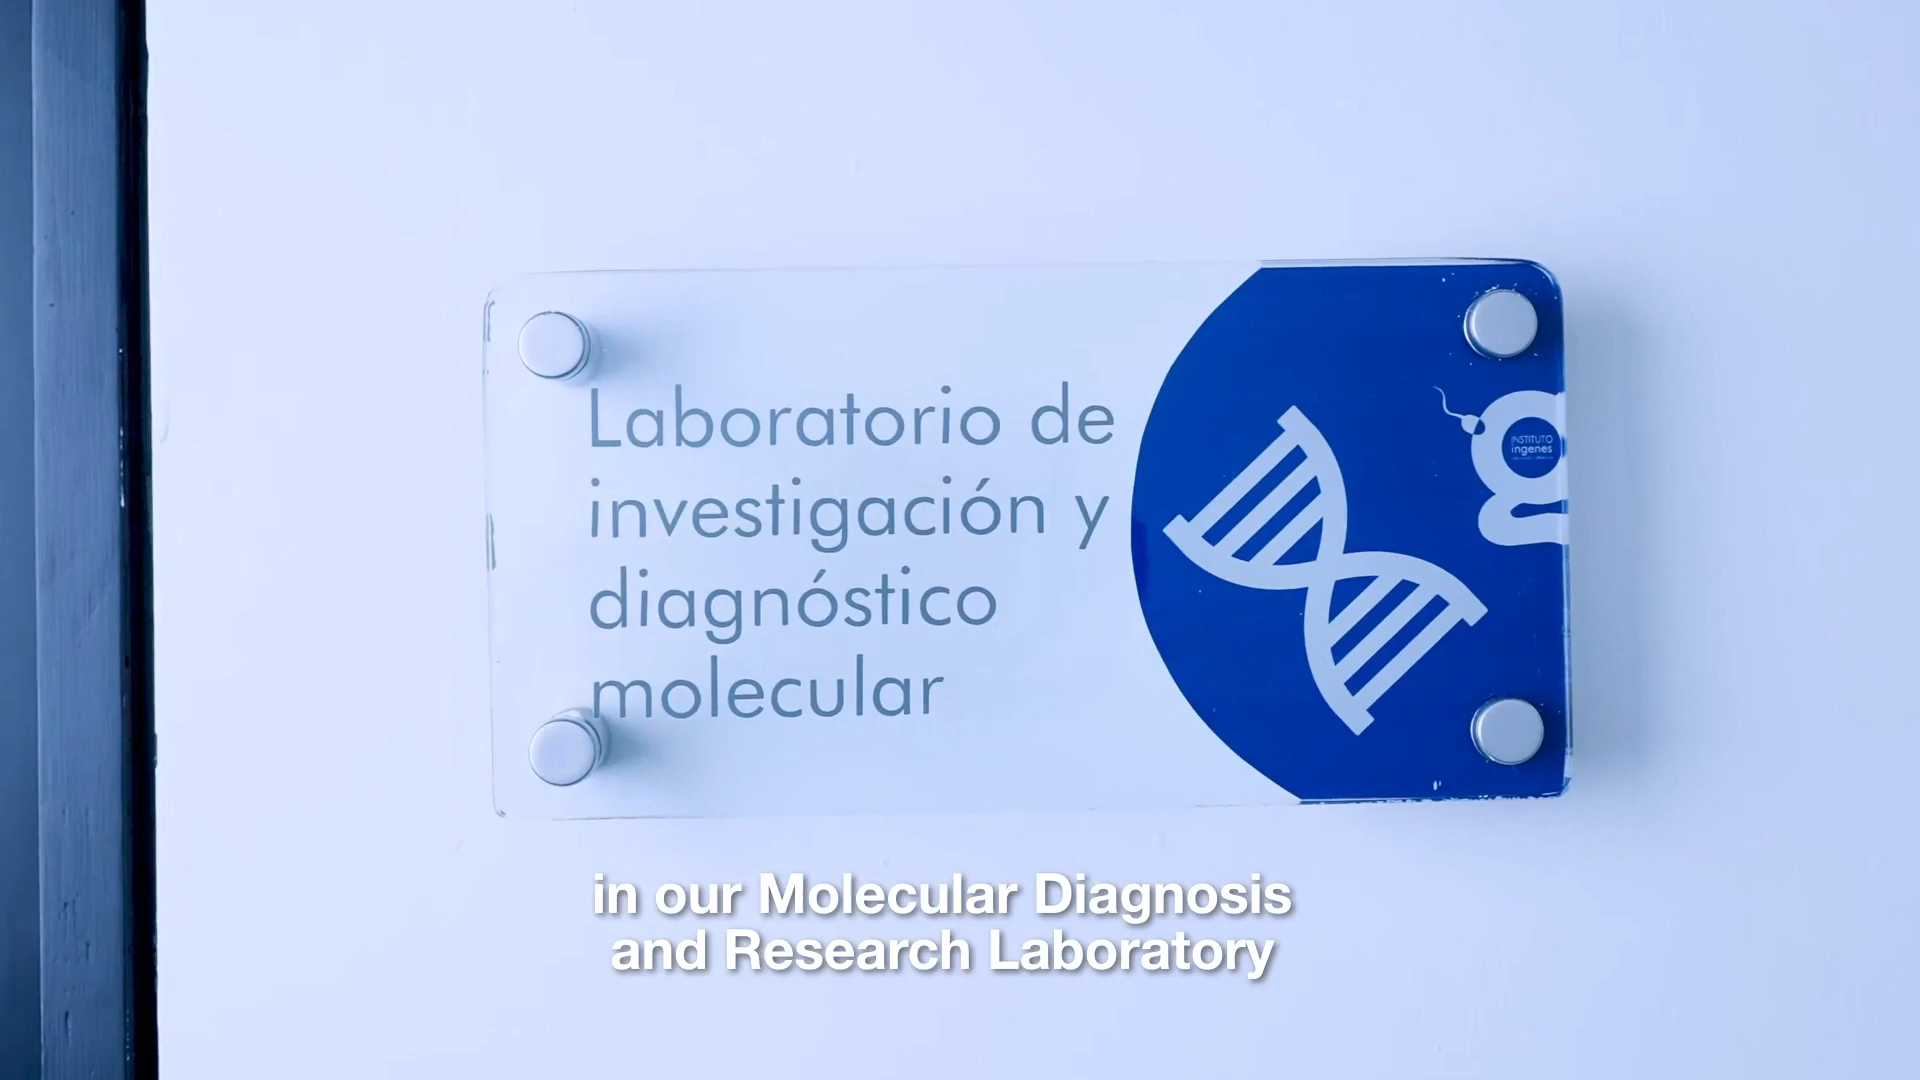 Laboratorio de
investigación y
diagnóstico
molecular
INSTITUTO
ingenes
in our Molecular Diagnosis
and Research Laboratory